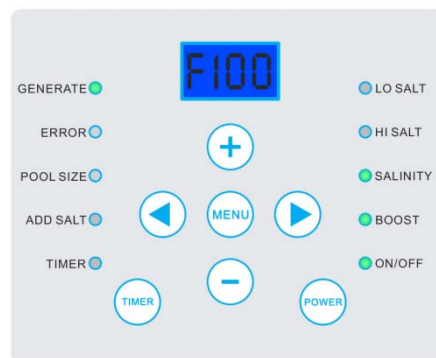 F100
GENERATE
ERROR
POOL SIZE
ADD SALT
TIMER
LO SALT
HI SALT
SALINITY
BOOST
ON/OFF
MENU
TIMER
POWER